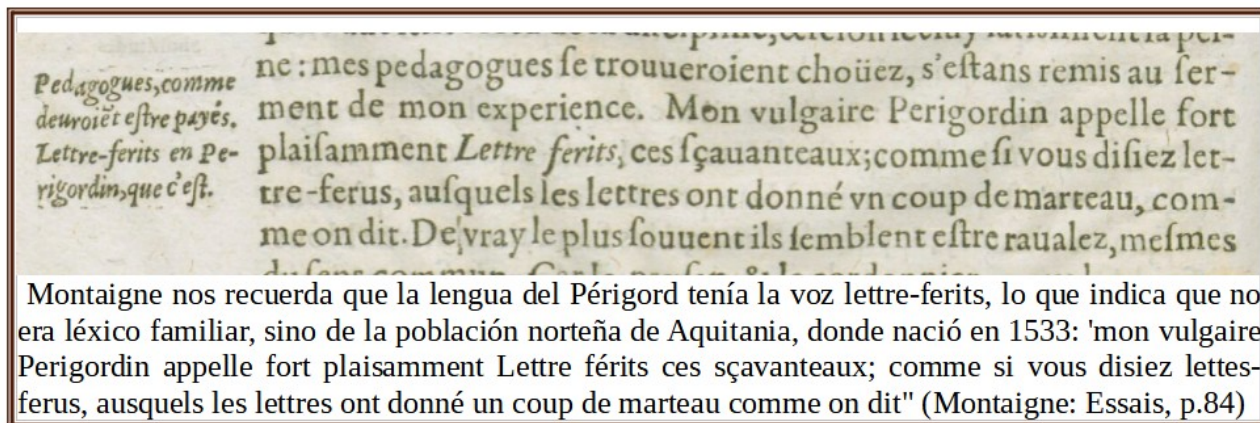 Pedagogues,comme
deuroiẽt eſtre payés.
Lettre-ferits en Pe-
rigordin,que c'eſt.
ne : mes pedagogues ſe trouueroient choüez, s'eſtans remis au ſer-
ment de mon experience. Mon vulgaire Perigordin appelle fort
plaiſamment Lettre ferits, ces ſçauanteaux;comme ſi vous diſiez let-
tre-ferus, auſquels les lettres ont donné vn coup de marteau, com-
me on dit. De vray le plus ſouuent ils ſemblent eſtre raualez, meſmes
Montaigne nos recuerda que la lengua del Périgord tenía la voz lettre-ferits, lo que indica que no
era léxico familiar, sino de la población norteña de Aquitania, donde nació en 1533: 'mon vulgaire
Perigordin appelle fort plaisamment Lettre férits ces sçavanteaux; comme si vous disiez lettes-
ferus, ausquels les lettres ont donné un coup de marteau comme on dit" (Montaigne: Essais, p.84)